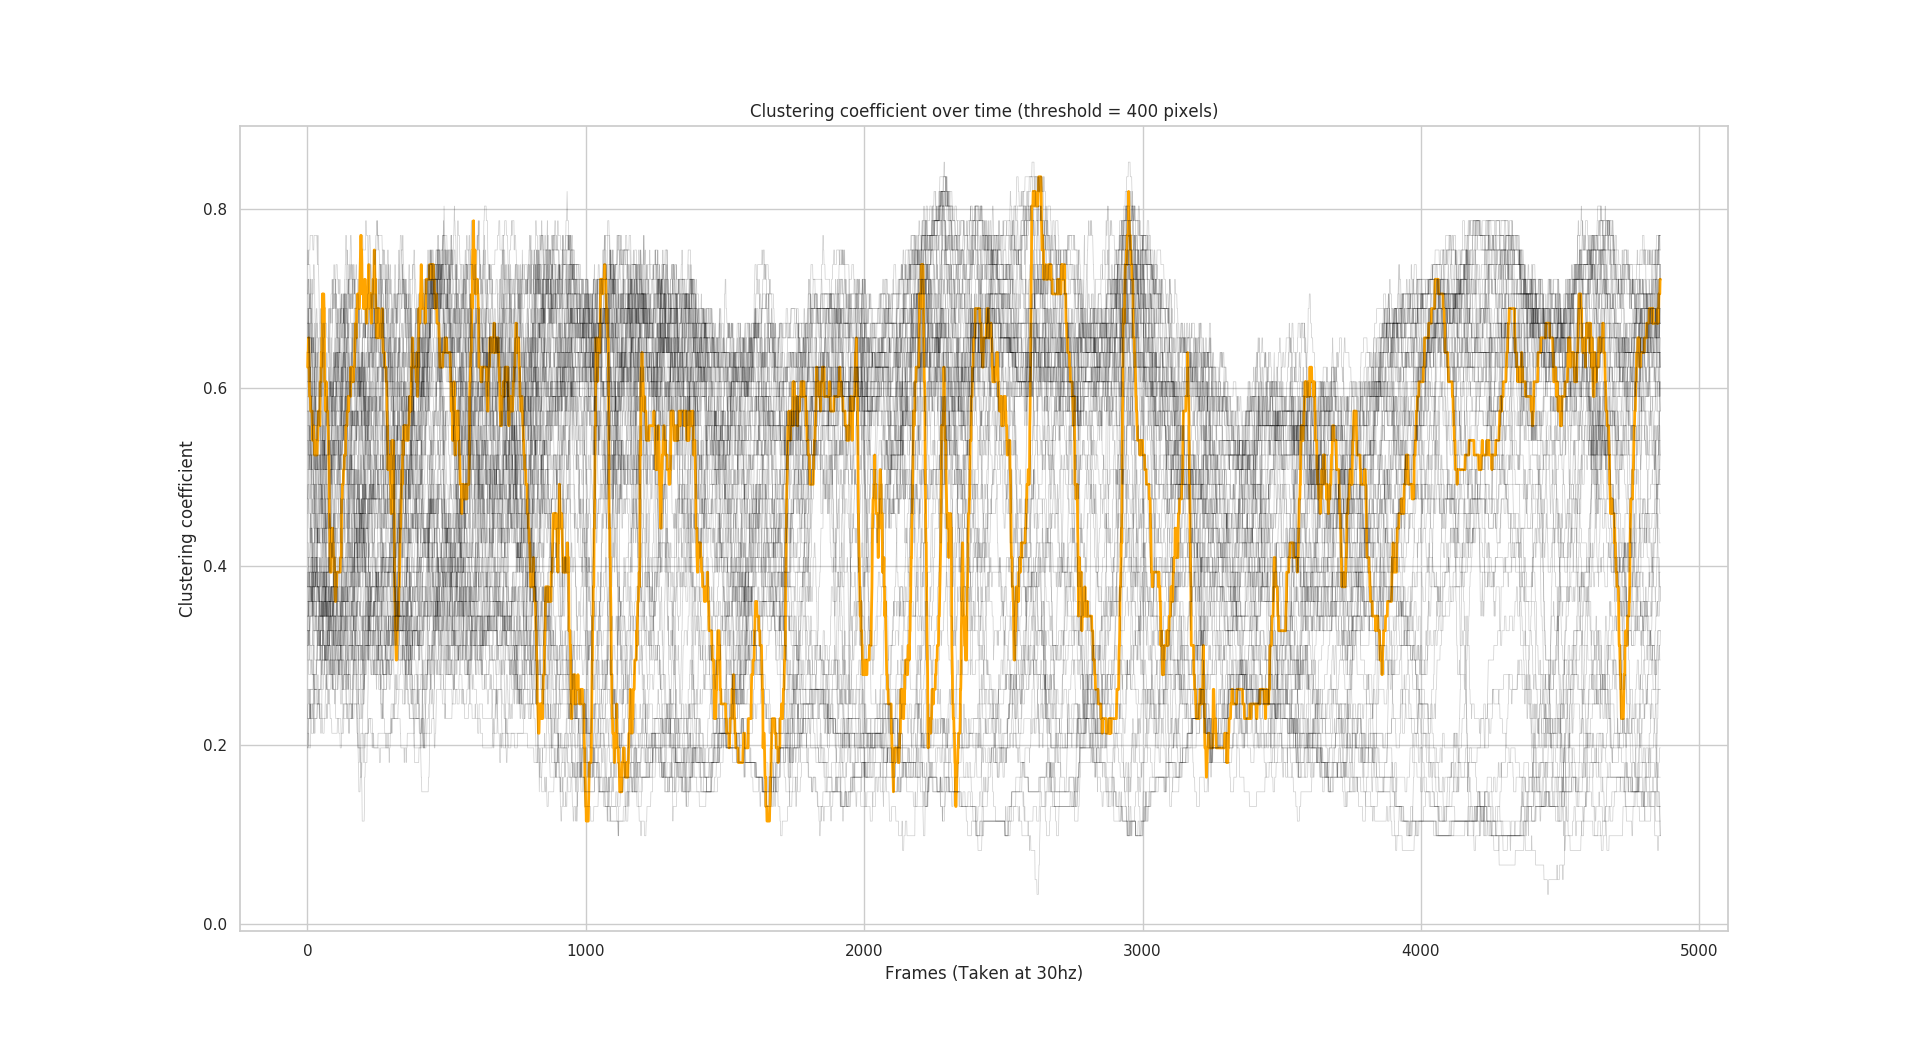 Clustering coefficient over time (threshold = 400 pixels)
0.8
0.6
0.4
0.2
0.0
Clustering coefficient
0 1000 2000 3000 4000 5000
Frames (Taken at 30hz)